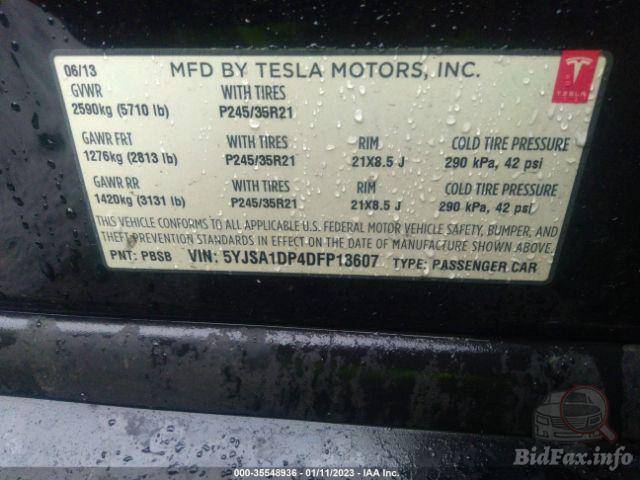 06/13 MFD BY TESLA MOTORS, INC.
GVWR WITH TIRES
2590kg (5710 lb) P245/35R21
GAWR FRT WITH TIRES RIM COLD TIRE PRESSURE
1276kg (2813 lb) P245/35R21 21X8.5 J 290 kPa, 42 psi
GAWR RR WITH TIRES RIM COLD TIRE PRESSURE
1420kg (3131 lb) P245/35R21 21X8.5 J 290 kPa, 42 psi
THIS VEHICLE CONFORMS TO ALL APPLICABLE U.S. FEDERAL MOTOR VEHICLE SAFETY, BUMPER, AND
THEFT PREVENTION STANDARDS IN EFFECT ON THE DATE OF MANUFACTURE SHOWN ABOVE.
PNT: PBSB VIN: 5YJSA1DP4DFP13607 TYPE: PASSENGER CAR
TESLA
BidFax.info
000-35548936 - 01/11/2023 - IAA Inc.